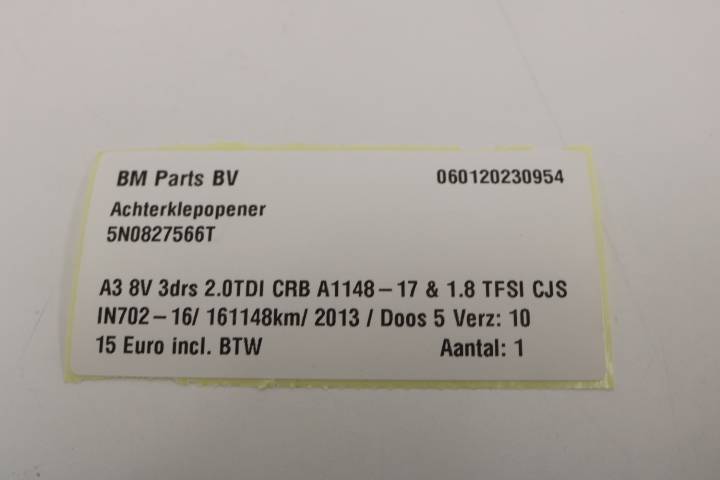 BM Parts BV 060120230954
Achterklepopener
5N0827566T
A3 8V 3drs 2.0TDI CRB A1148-17 & 1.8 TFSI CJS
IN702-16/ 161148km/ 2013 / Doos 5 Verz: 10
15 Euro incl. BTW Aantal: 1